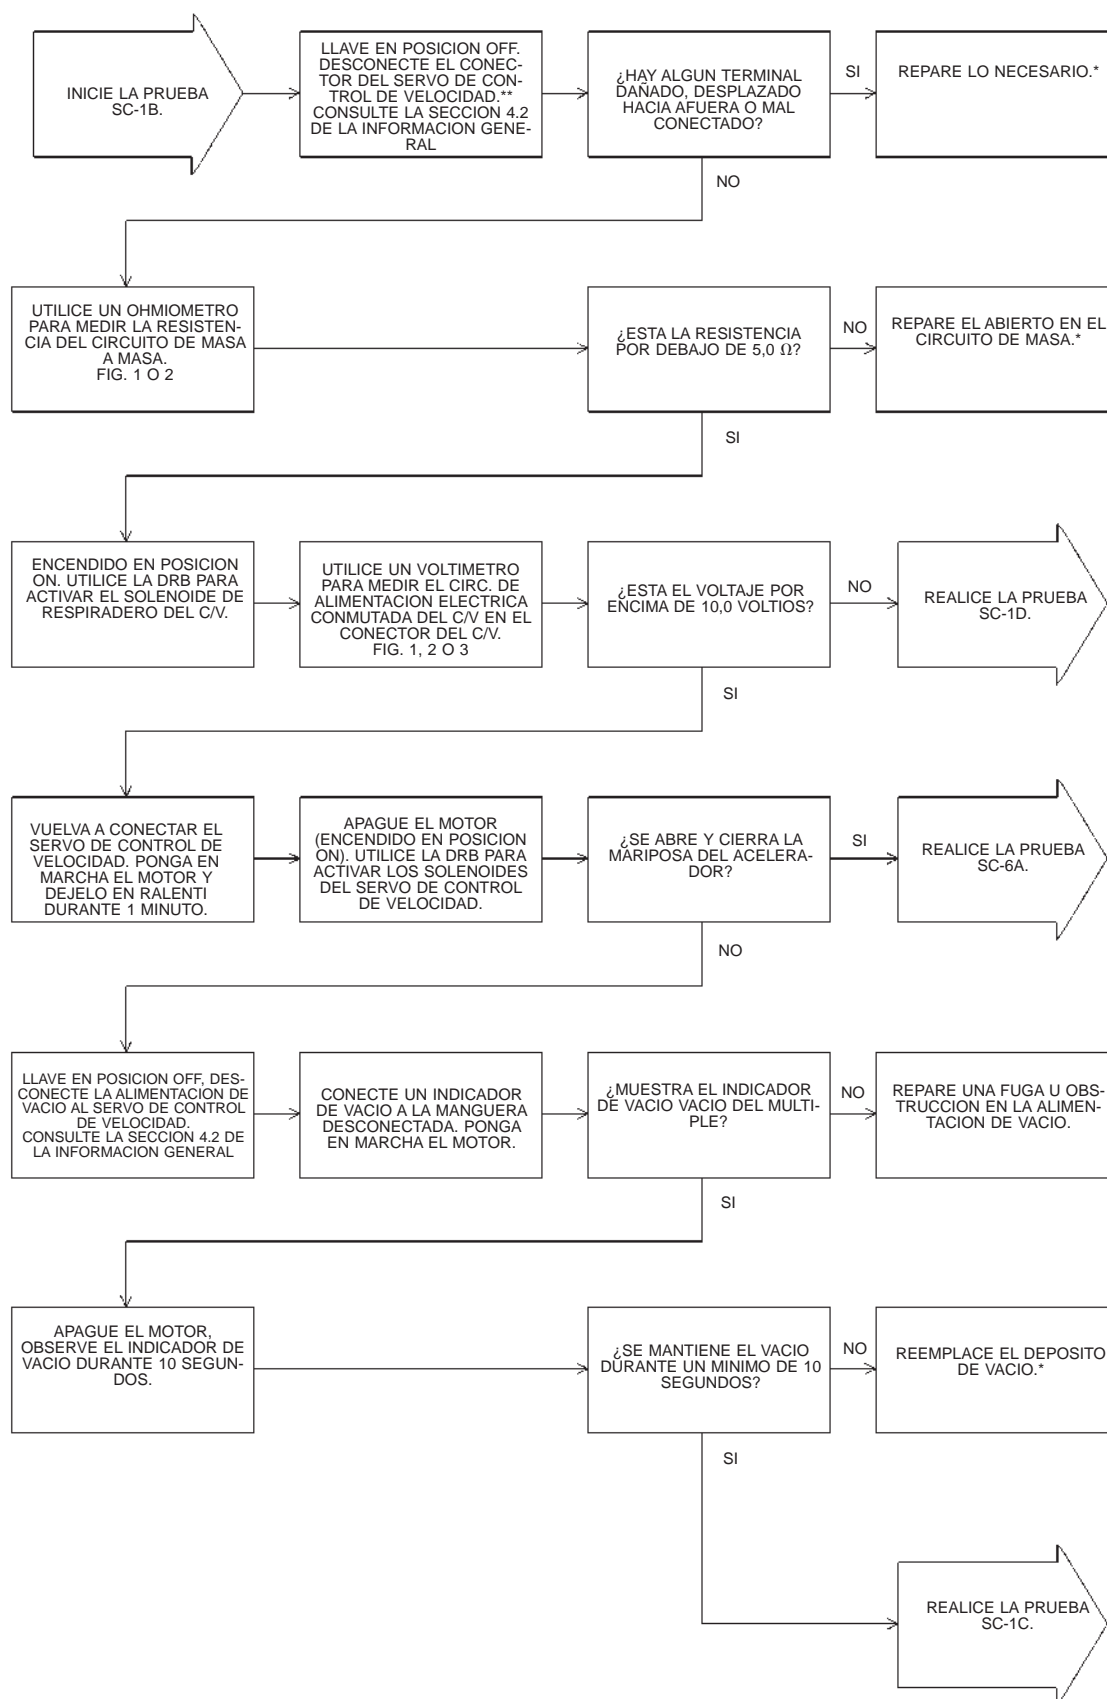 INICIE LA PRUEBA
SC-1B.
LLAVE EN POSICION OFF.
DESCONECTE EL CONEC-
TOR DEL SERVO DE CON-
TROL DE VELOCIDAD.**
CONSULTE LA SECCION 4.2
DE LA INFORMACION GENE-
RAL
¿HAY ALGUN TERMINAL
DAÑADO, DESPLAZADO
HACIA AFUERA O MAL
CONECTADO?
SI
REPARE LO NECESARIO.*
NO
UTILICE UN OHMIOMETRO
PARA MEDIR LA RESISTEN-
CIA DEL CIRCUITO DE MASA
A MASA.
FIG. 1 O 2
¿ESTA LA RESISTENCIA
POR DEBAJO DE 5,0 Ω?
NO
REPARE EL ABIERTO EN EL
CIRCUITO DE MASA.*
SI
ENCENDIDO EN POSICION
ON. UTILICE LA DRB PARA
ACTIVAR EL SOLENOIDE DE
RESPIRADERO DEL C/V.
UTILICE UN VOLTIMETRO
PARA MEDIR EL CIRC. DE
ALIMENTACION ELECTRICA
CONMUTADA DEL C/V EN EL
CONECTOR DEL C/V.
FIG. 1, 2 O 3
¿ESTA EL VOLTAJE POR
ENCIMA DE 10,0 VOLTIOS?
NO
REALICE LA PRUEBA
SC-1D.
SI
VUELVA A CONECTAR EL
SERVO DE CONTROL DE
VELOCIDAD. PONGA EN
MARCHA EL MOTOR Y
DEJELO EN RALENTI
DURANTE 1 MINUTO.
APAGUE EL MOTOR
(ENCENDIDO EN POSICION
ON). UTILICE LA DRB PARA
ACTIVAR LOS SOLENOIDES
DEL SERVO DE CONTROL
DE VELOCIDAD.
¿SE ABRE Y CIERRA LA
MARIPOSA DEL ACELERA-
DOR?
SI
REALICE LA PRUEBA
SC-6A.
NO
LLAVE EN POSICION OFF, DES-
CONECTE LA ALIMENTACION DE
VACIO AL SERVO DE CONTROL
DE VELOCIDAD.
CONSULTE LA SECCION 4.2 DE
LA INFORMACION GENERAL
CONECTE UN INDICADOR
DE VACIO A LA MANGUERA
DESCONECTADA. PONGA
EN MARCHA EL MOTOR.
¿MUESTRA EL INDICADOR
DE VACIO VACIO DEL MULTI-
PLE?
NO
REPARE UNA FUGA U OBS-
TRUCCION EN LA ALIMEN-
TACION DE VACIO.
SI
APAGUE EL MOTOR,
OBSERVE EL INDICADOR DE
VACIO DURANTE 10 SEGUN-
DOS.
¿SE MANTIENE EL VACIO
DURANTE UN MINIMO DE 10
SEGUNDOS?
NO
REEMPLACE EL DEPOSITO
DE VACIO.*
SI
REALICE LA PRUEBA
SC-1C.